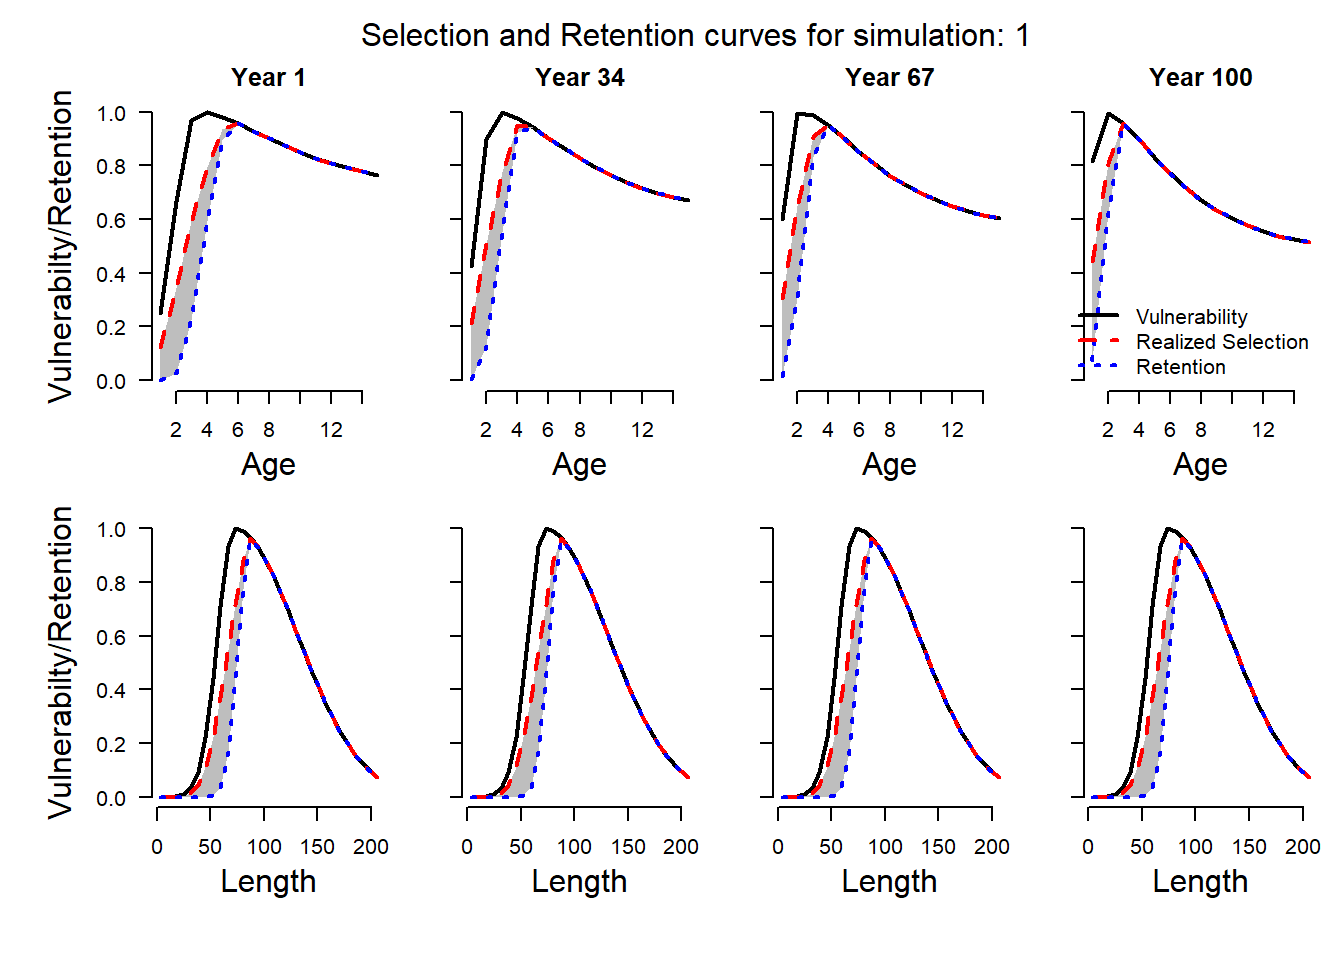 Selection and Retention curves for simulation: 1
Year 1 Year 34 Year 67 Year 100
Vulnerabilty/Retention
1.0
0.8
0.6
0.4
0.2
0.0
Vulnerability
Realized Selection
Retention
2 4 6 8 12 2 4 6 8 12 2 4 6 8 12 2 4 6 8 12
Age Age Age Age
Vulnerabilty/Retention
1.0
0.8
0.6
0.4
0.2
0.0
0 50 100 150 200 0 50 100 150 200 0 50 100 150 200 0 50 100 150 200
Length Length Length Length